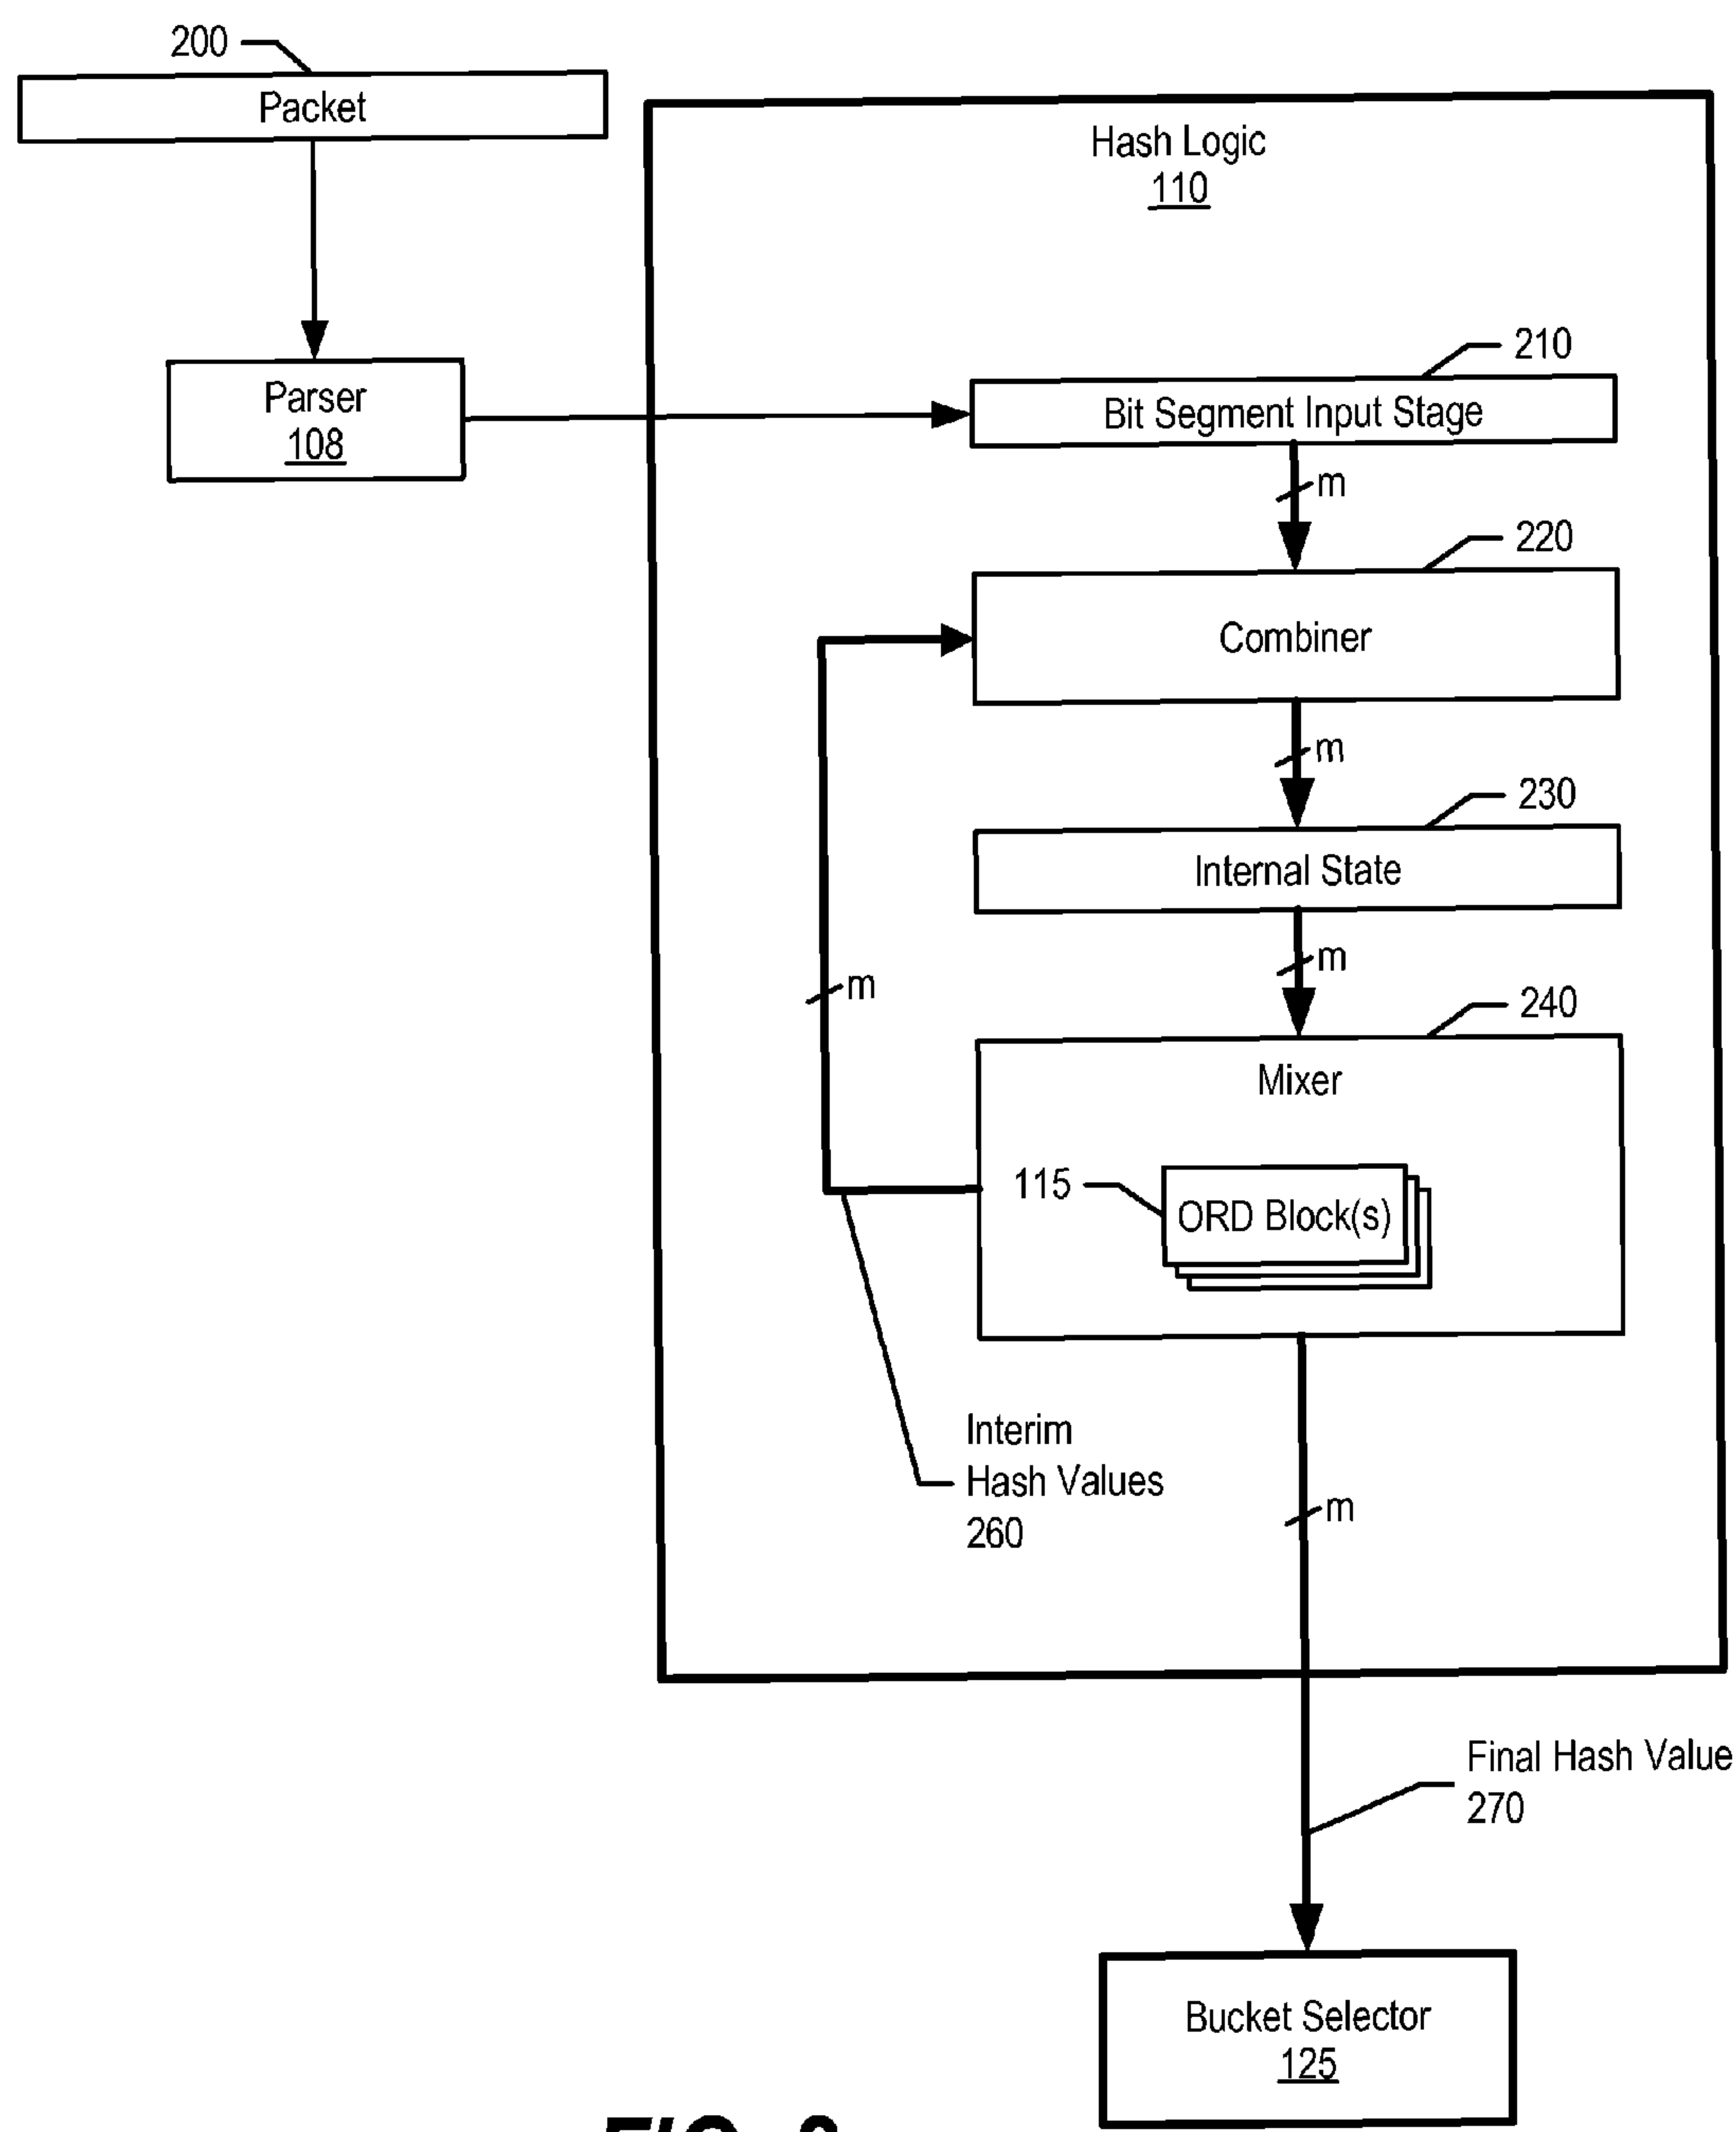 200
Packet
Hash Logic
110
210
Parser
108
Bit Segment Input Stage
m
220
Combiner
m
230
Internal State
m
m
240
Mixer
115
ORD Block(s)
Interim
Hash Values
260
m
Final Hash Value
270
Bucket Selector
125